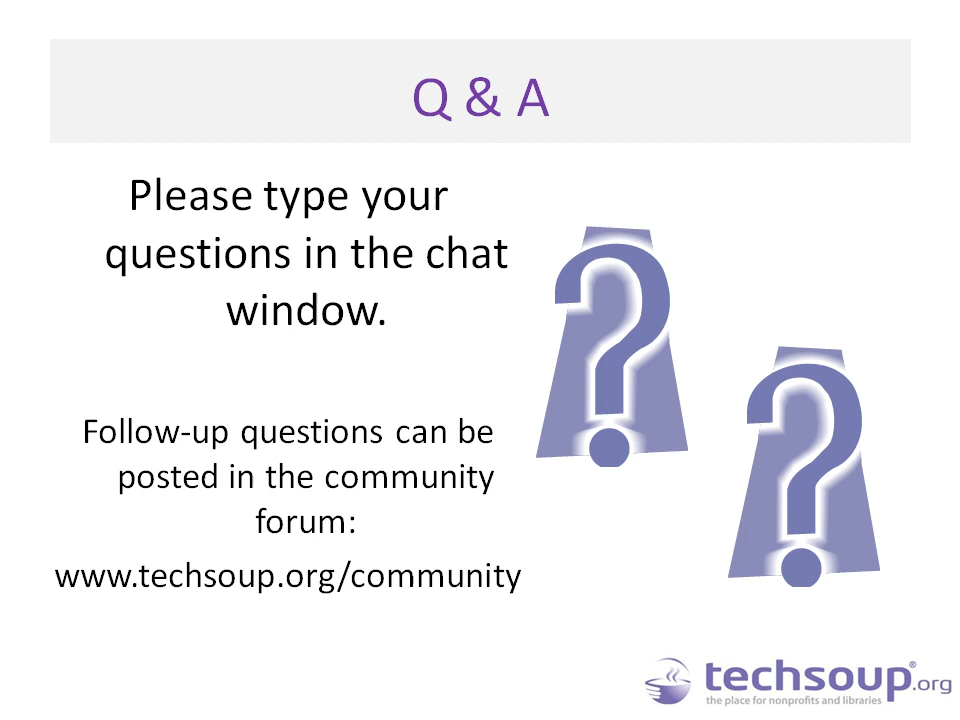 Q & A
Please type your
questions in the chat
window.
Follow-up questions can be
posted in the community
forum:
www.techsoup.org/community
? ?
techsoup®.org
the place for nonprofits and libraries